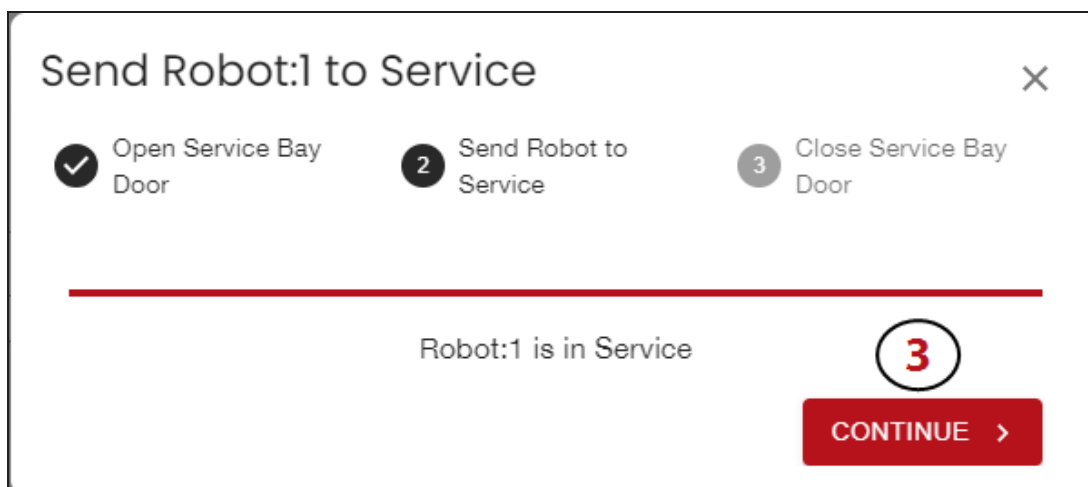 Send Robot:1 to Service
Open Service Bay
Door
2
Send Robot to
Service
3
Close Service Bay
Door
Robot:1 is in Service
3
CONTINUE